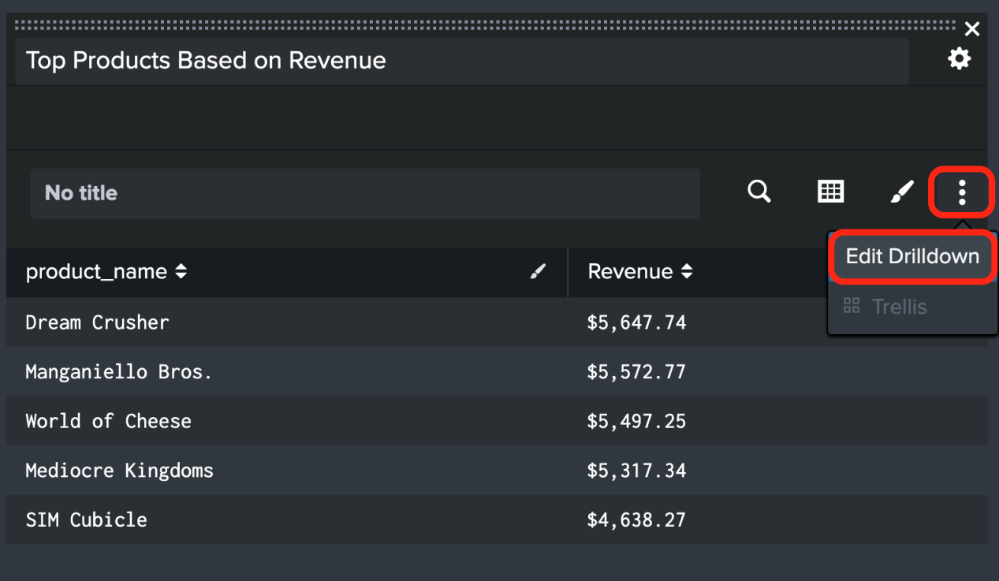 Top Products Based on Revenue
No title
Edit Drilldown
Trellis
product_name Revenue
Dream Crusher $5,647.74
Manganiello Bros. $5,572.77
World of Cheese $5,497.25
Mediocre Kingdoms $5,317.34
SIM Cubicle $4,638.27